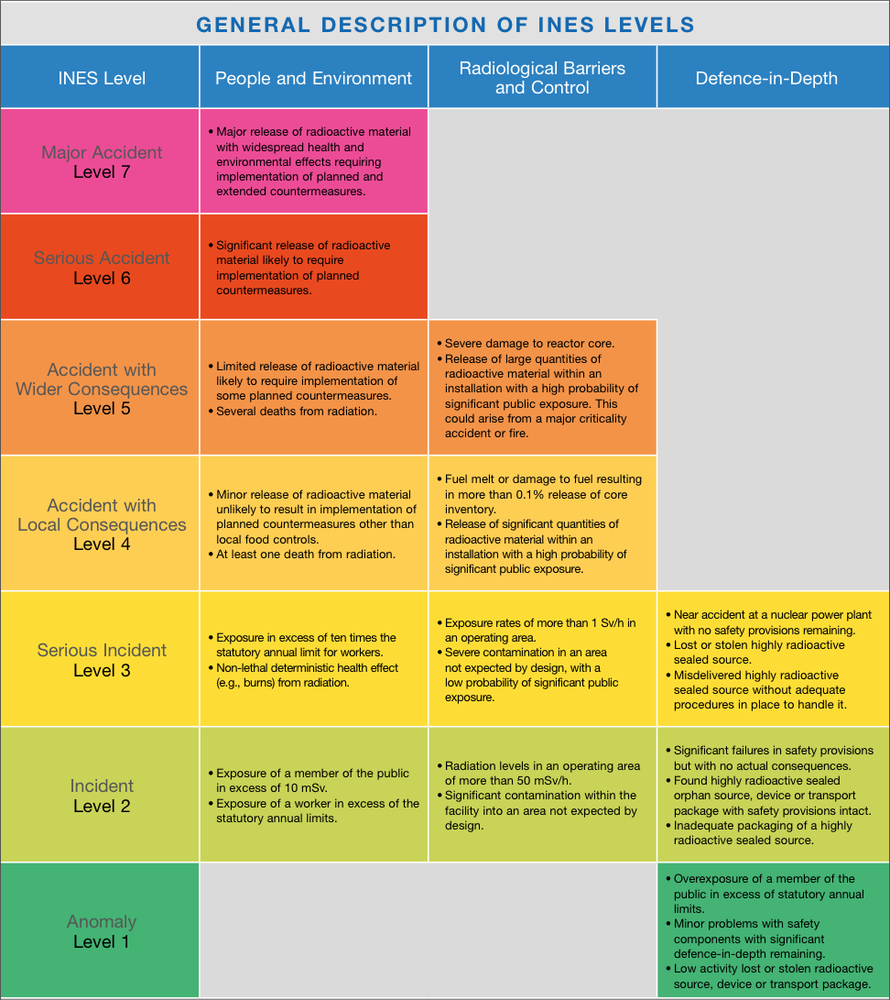 GENERAL DESCRIPTION OF INES LEVELS
INES Level
People and Environment
Radiological Barriers
and Control
Defence-in-Depth
Major Accident
Level 7
• Major release of radioactive material
with widespread health and
environmental effects requiring
implementation of planned and
extended countermeasures.
Serious Accident
Level 6
• Significant release of radioactive
material likely to require
implementation of planned
countermeasures.
Accident with
Wider Consequences
Level 5
• Limited release of radioactive material
likely to require implementation of
some planned countermeasures.
• Several deaths from radiation.
• Severe damage to reactor core.
• Release of large quantities of
radioactive material within an
installation with a high probability of
significant public exposure. This
could arise from a major criticality
accident or fire.
Accident with
Local Consequences
Level 4
• Minor release of radioactive material
unlikely to result in implementation of
planned countermeasures other than
local food controls.
• At least one death from radiation.
• Fuel melt or damage to fuel resulting
in more than 0.1% release of core
inventory.
• Release of significant quantities of
radioactive material within an
installation with a high probability of
significant public exposure.
Serious Incident
Level 3
• Exposure in excess of ten times the
statutory annual limit for workers.
• Non-lethal deterministic health effect
(e.g., burns) from radiation.
• Exposure rates of more than 1 Sv/h in
an operating area.
• Severe contamination in an area
not expected by design, with a
low probability of significant public
exposure.
• Near accident at a nuclear power plant
with no safety provisions remaining.
• Lost or stolen highly radioactive
sealed source.
• Misdelivered highly radioactive
sealed source without adequate
procedures in place to handle it.
Incident
Level 2
• Exposure of a member of the public
in excess of 10 mSv.
• Exposure of a worker in excess of the
statutory annual limits.
• Radiation levels in an operating area
of more than 50 mSv/h.
• Significant contamination within the
facility into an area not expected by
design.
• Significant failures in safety provisions
but with no actual consequences.
• Found highly radioactive sealed
orphan source, device or transport
package with safety provisions intact.
• Inadequate packaging of a highly
radioactive sealed source.
Anomaly
Level 1
• Overexposure of a member of the
public in excess of statutory annual
limits.
• Minor problems with safety
components with significant
defence-in-depth remaining.
• Low activity lost or stolen radioactive
source, device or transport package.